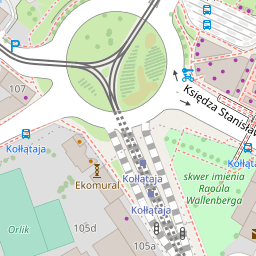 P
107
Księdza Stanisław
Kołłątaja
Kołłątaja
Ekomural
skwer imienia
Raoula
Wallenberga
Kołłątaja
Kołłątaja
Orlik
105d
105a